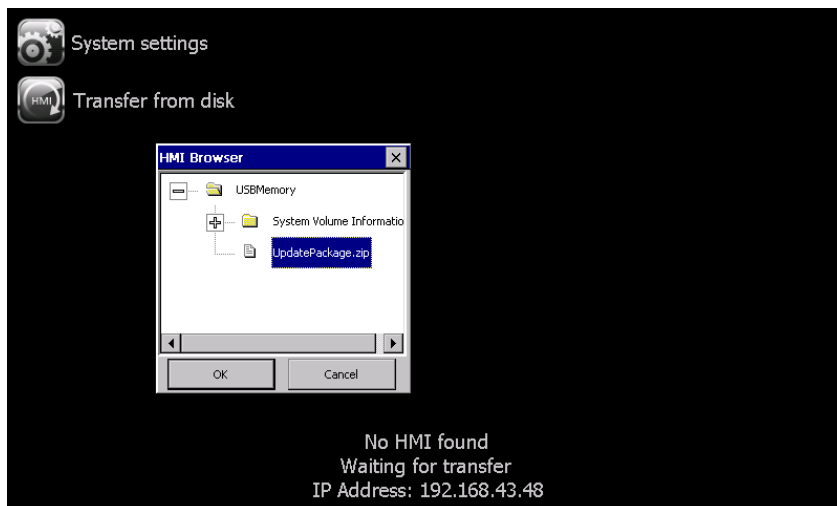 System settings
HMI
Transfer from disk
HMI Browser
USBMemory
System Volume Informatio
UpdatePackage.zip
OK
Cancel
No HMI found
Waiting for transfer
IP Address: 192.168.43.48